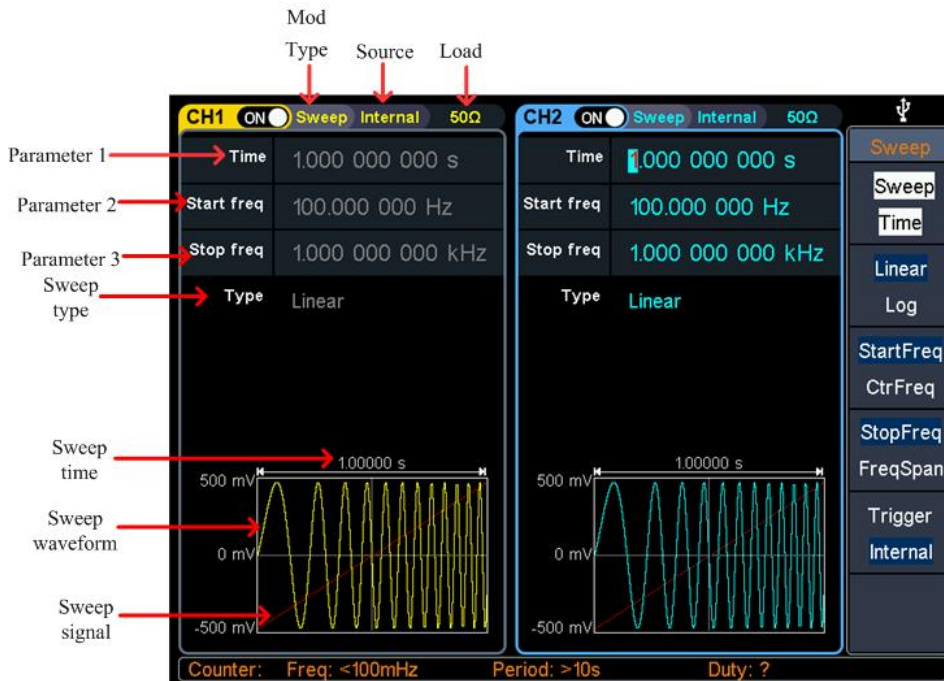 Mod
Type
Source
Load
CH1 ON Sweep Internal 50Ω
CH2 ON Sweep Internal 50Ω
Parameter 1
Time 1.000 000 000 s
Time 1.000 000 000 s
Parameter 2
Start freq 100.000 000 Hz
Start freq 100.000 000 Hz
Parameter 3
Stop freq 1.000 000 000 kHz
Stop freq 1.000 000 000 kHz
Sweep
type
Type Linear
Type Linear
Sweep
Sweep
Time
Linear
Log
StartFreq
CtrFreq
StopFreq
FreqSpan
Trigger
Internal
Sweep
time
1.00000 s
1.00000 s
500 mV
500 mV
Sweep
waveform
0 mV
0 mV
Sweep
signal
-500 mV
-500 mV
Counter: Freq: <100mHz Period: >10s Duty: ?